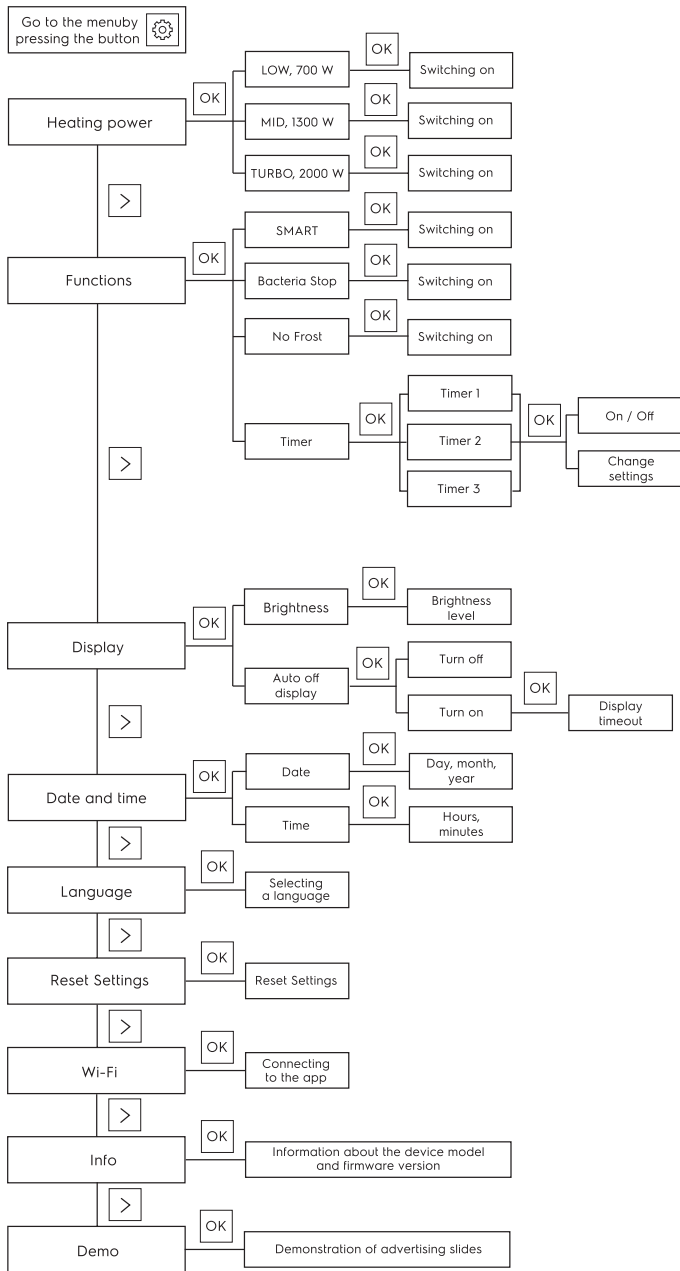 Go to the menuby
pressing the button
OK
LOW, 700 W
OK
Switching on
Heating power
MID, 1300 W
OK
Switching on
TURBO, 2000 W
OK
Switching on
>
Functions
OK
SMART
OK
Switching on
Bacteria Stop
OK
Switching on
No Frost
OK
Switching on
Timer
OK
Timer 1
Timer 2
Timer 3
OK
On / Off
Change
settings
>
Display
OK
Brightness
OK
Brightness
level
Auto off
display
OK
Turn off
Turn on
OK
Display
timeout
>
Date and time
OK
Date
OK
Day, month,
year
Time
OK
Hours,
minutes
>
Language
OK
Selecting
a language
>
Reset Settings
OK
Reset Settings
>
Wi-Fi
OK
Connecting
to the app
>
Info
OK
Information about the device model
and firmware version
>
Demo
OK
Demonstration of advertising slides